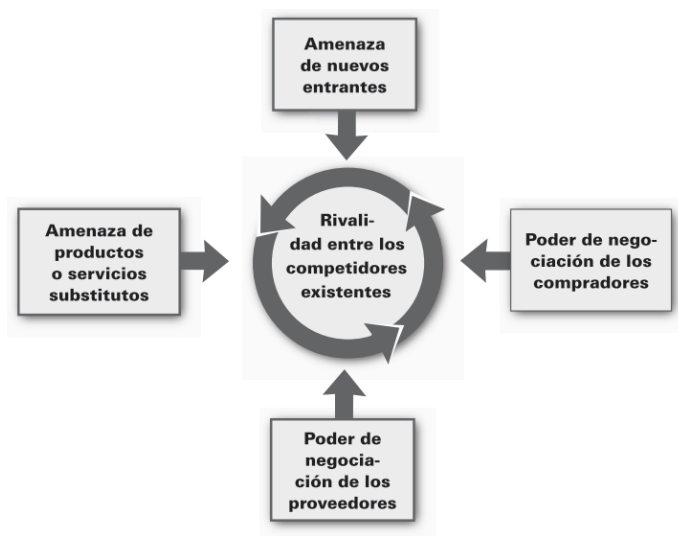 Amenaza
de nuevos
entrantes
Amenaza de
productos
o servicios
substitutos
Rivali-
dad entre los
competidores
existentes
Poder de nego-
ciación de los
compradores
Poder de
negocia-
ción de los
proveedores